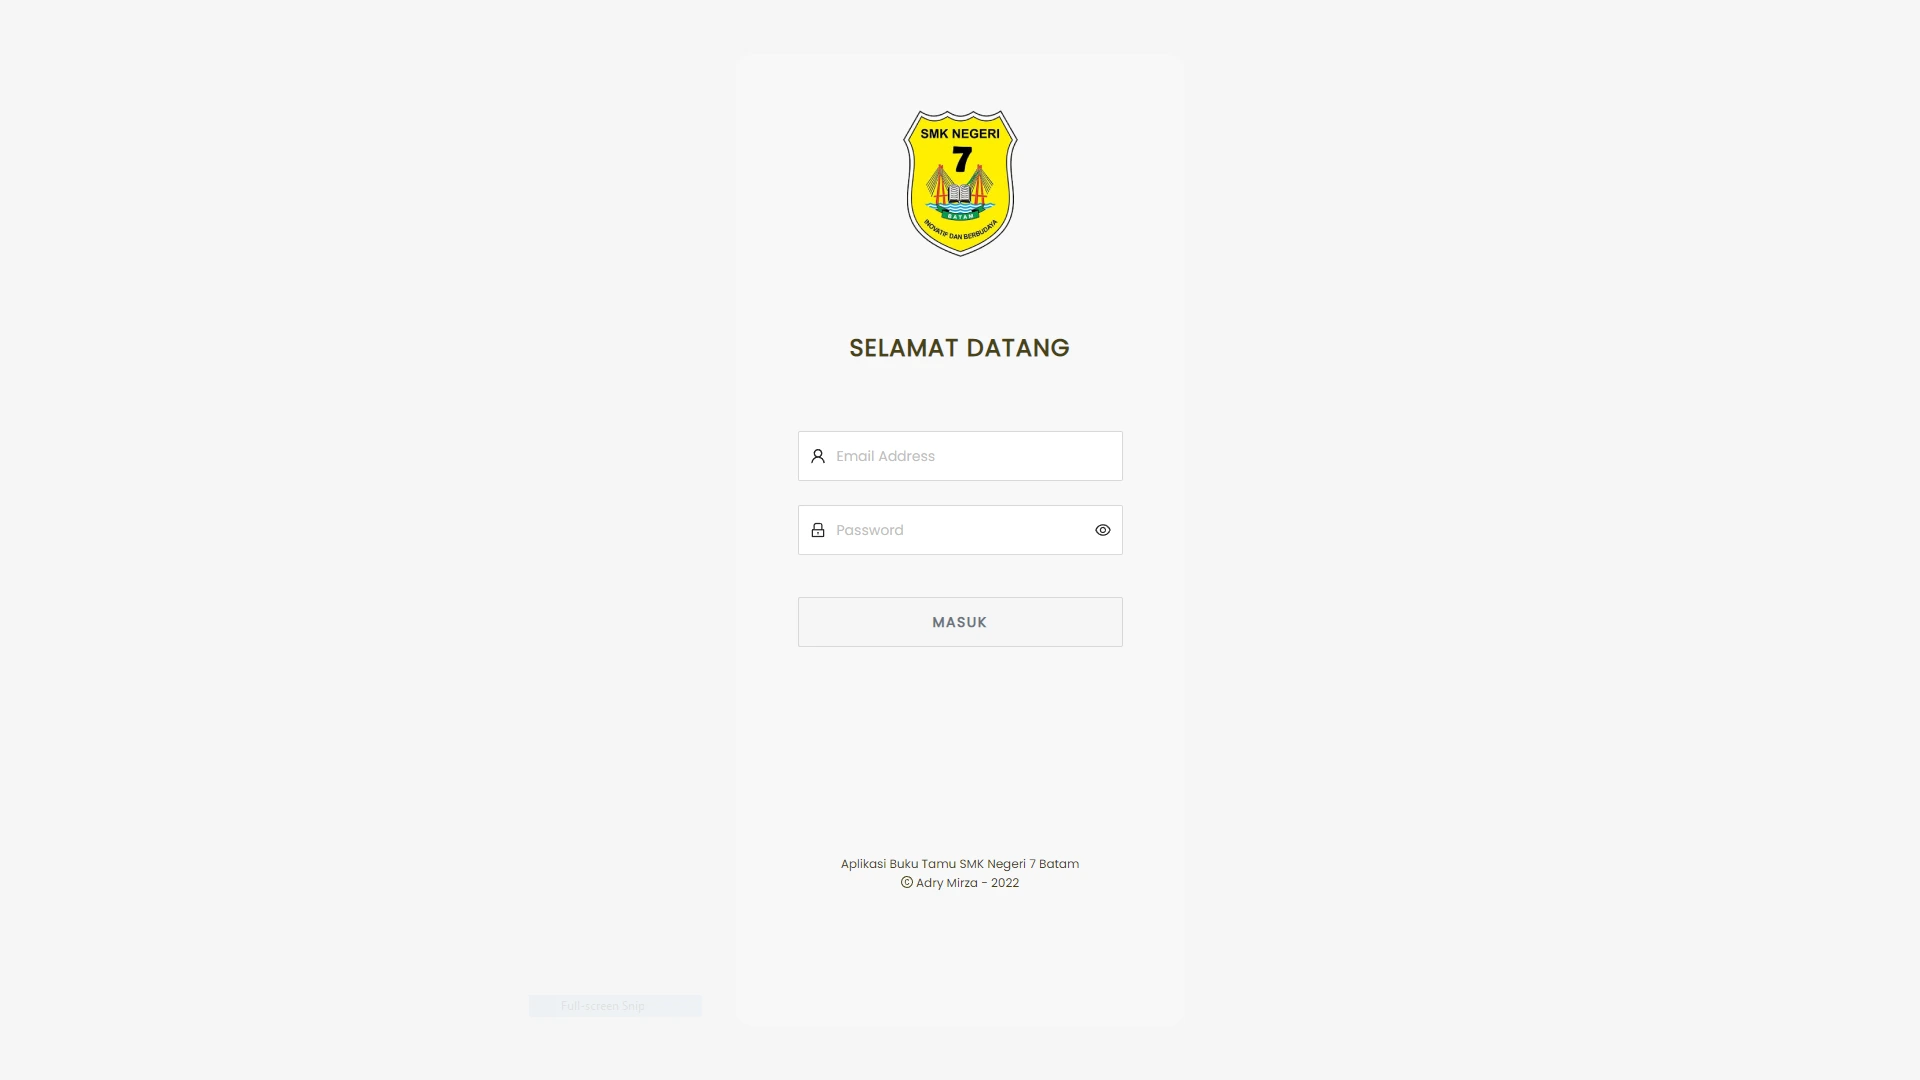 SMK NEGERI
7
BATAM
INOVATIF DAN BERBUDAYA
SELAMAT DATANG
Email Address
Password
MASUK
Aplikasi Buku Tamu SMK Negeri 7 Batam
© Adry Mirza - 2022
Full-screen Snip